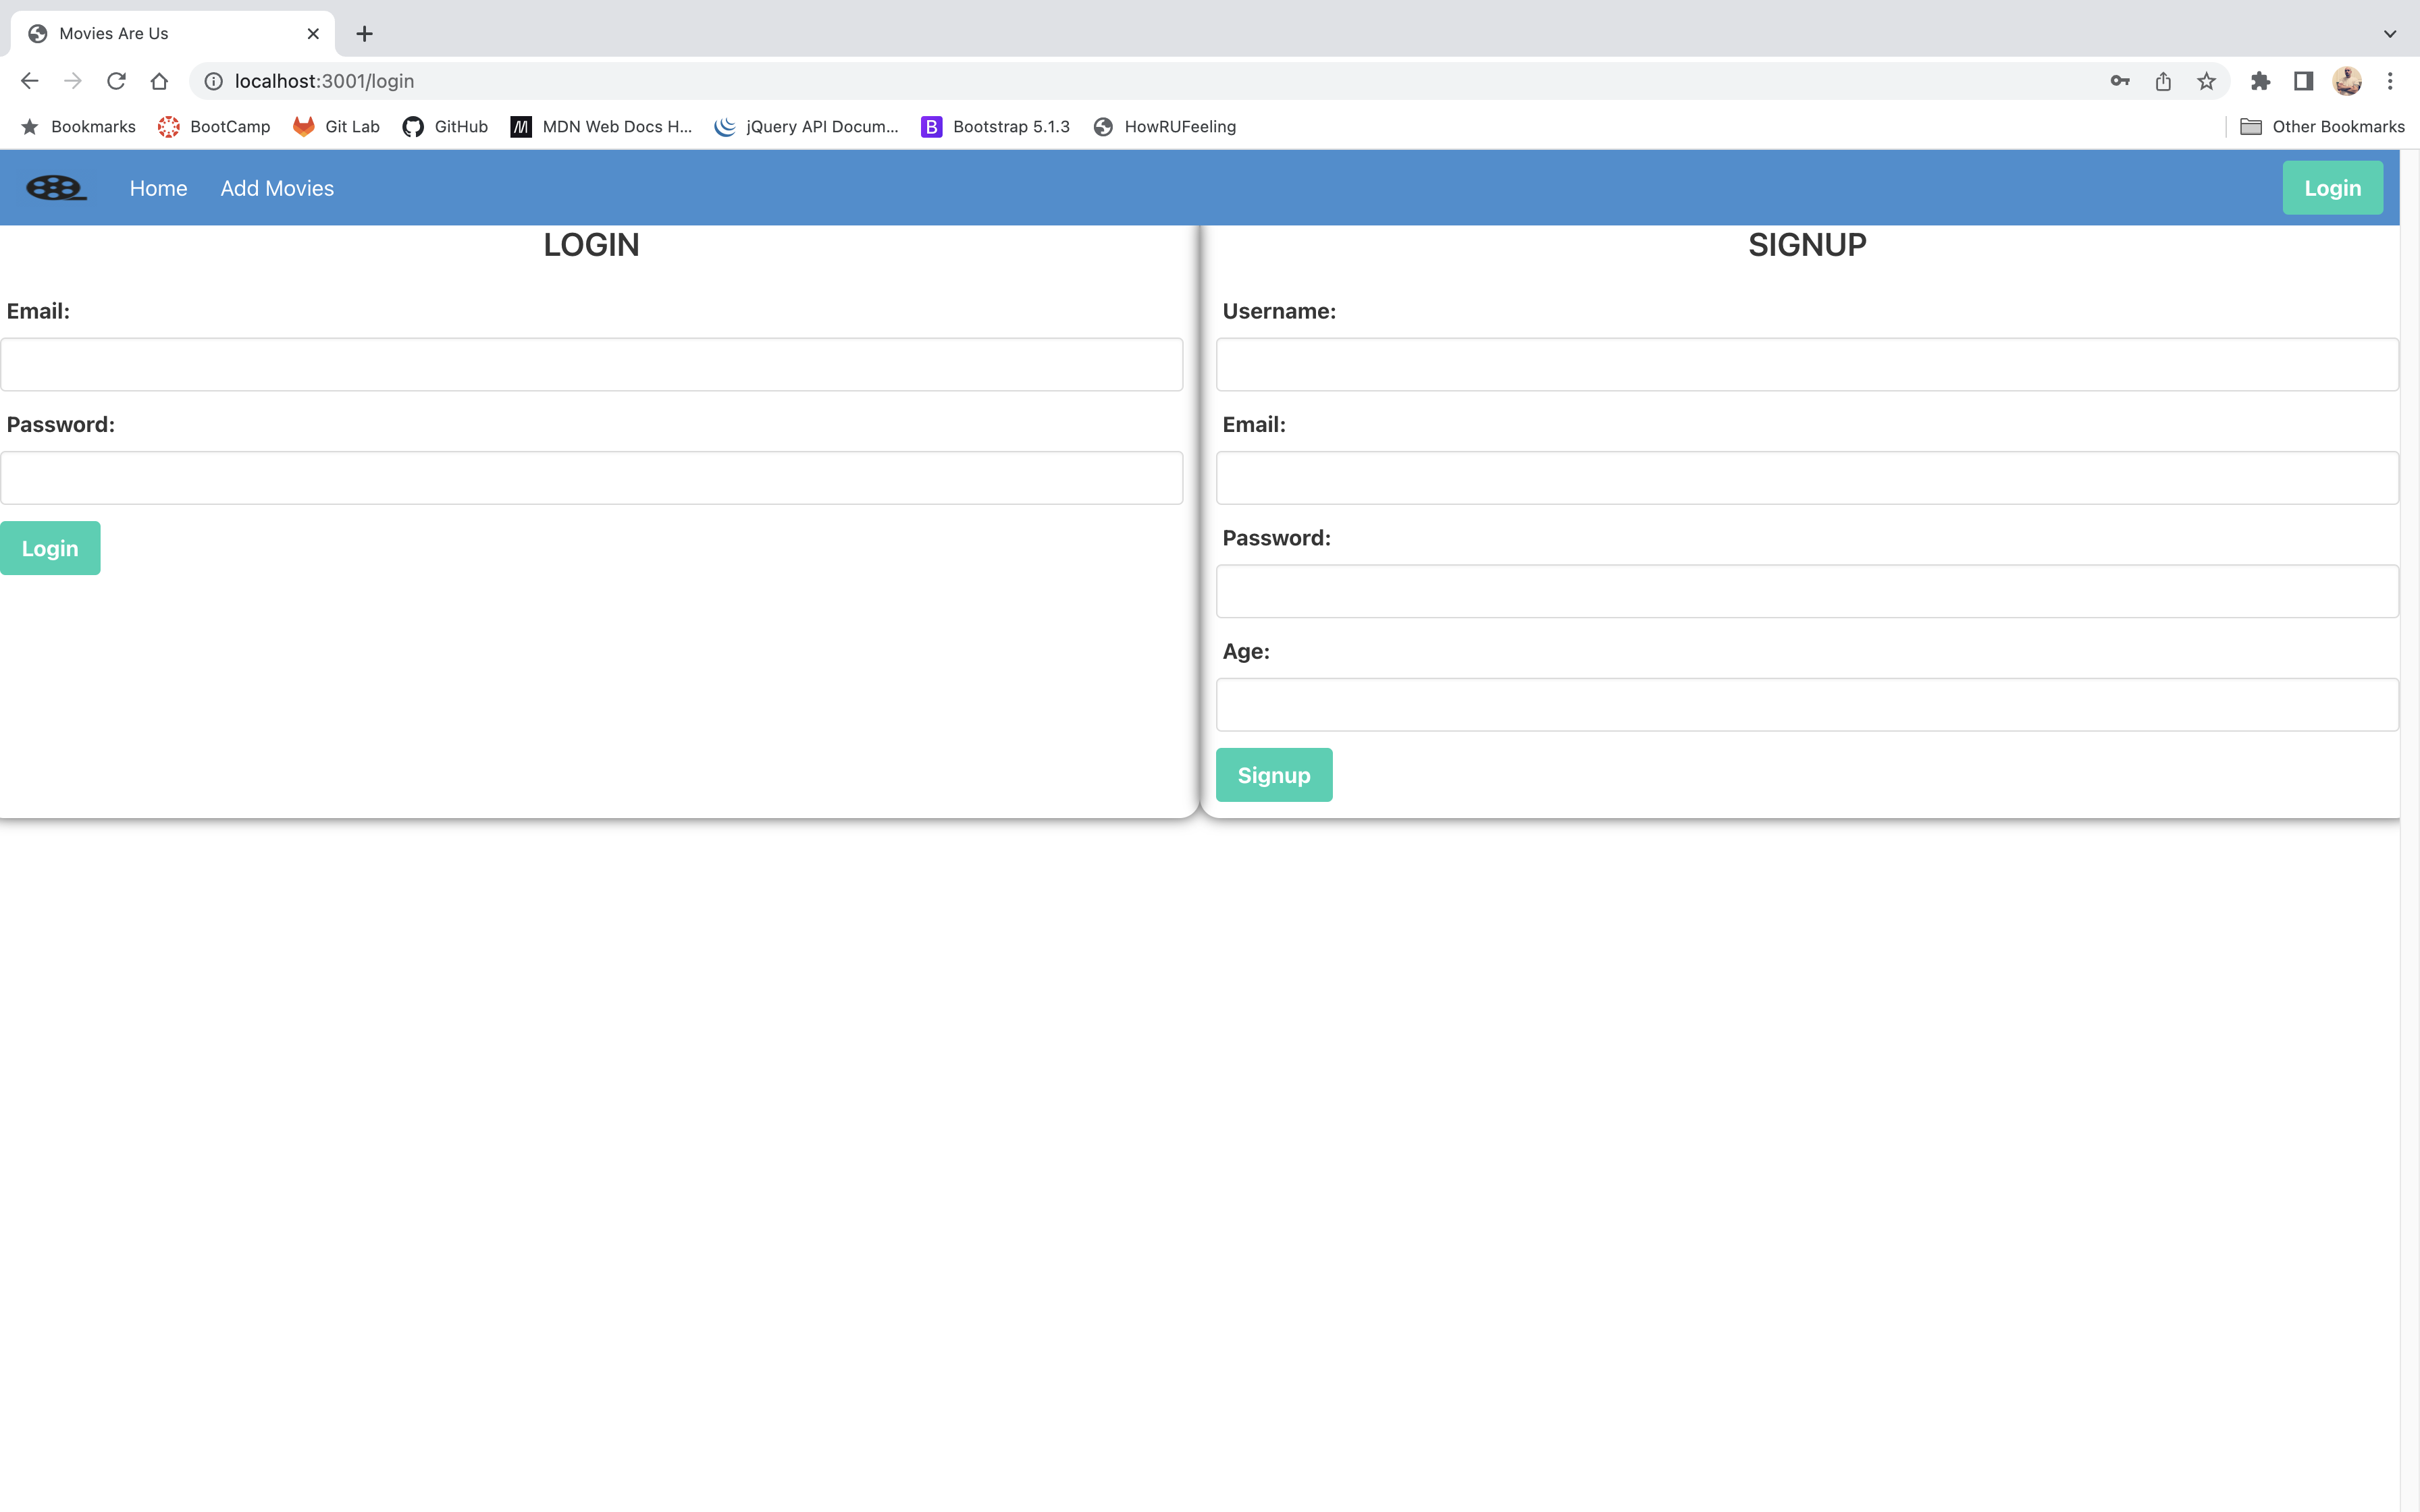 Movies Are Us
localhost:3001/login
Bookmarks BootCamp Git Lab GitHub MDN Web Docs H... jQuery API Docum... Bootstrap 5.1.3 HowRUFeeling Other Bookmarks
Home Add Movies Login
LOGIN
Email:
Password:
Login
SIGNUP
Username:
Email:
Password:
Age:
Signup